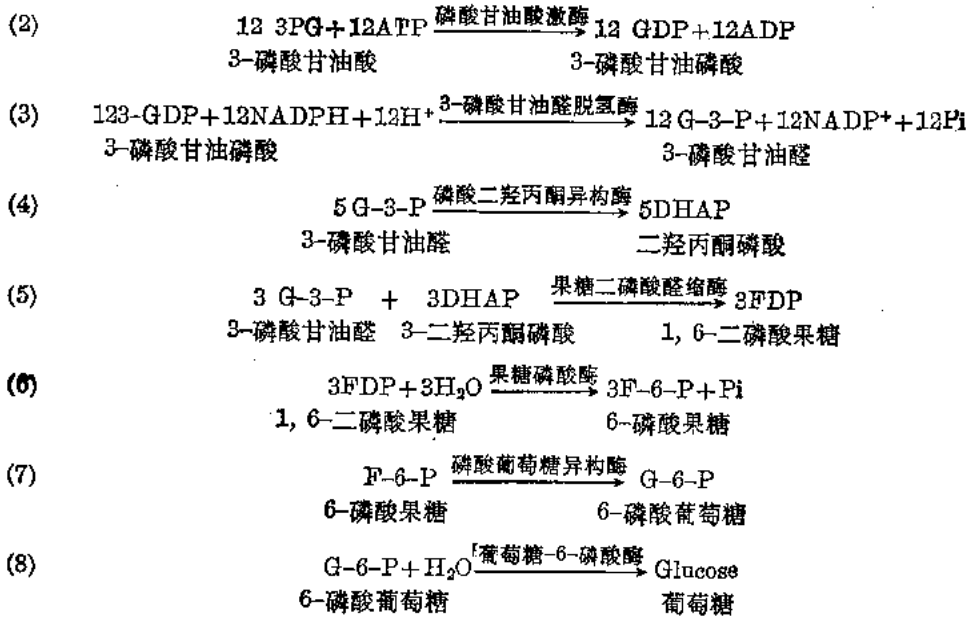 (2) 12 3PG+12ATP 磷酸甘油酸激酶 12 GDP+12ADP
3-磷酸甘油酸 3-磷酸甘油磷酸
(3) 123-GDP+12NADPH+12H⁺ 3-磷酸甘油醛脱氢酶 12 G-3-P+12NADP⁺+12Pi
3-磷酸甘油磷酸 3-磷酸甘油醛
(4) 5 G-3-P 磷酸二羟丙酮异构酶 5DHAP
3-磷酸甘油醛 二羟丙酮磷酸
(5) 3 G-3-P + 3DHAP 果糖二磷酸醛缩酶 3FDP
3-磷酸甘油醛 3-二羟丙酮磷酸 1, 6-二磷酸果糖
(6) 3FDP+3H₂O 果糖磷酸酶 3F-6-P+Pi
1, 6-二磷酸果糖 6-磷酸果糖
(7) F-6-P 磷酸葡萄糖异构酶 G-6-P
6-磷酸果糖 6-磷酸葡萄糖
(8) G-6-P+H₂O 葡萄糖-6-磷酸酶 Glucose
6-磷酸葡萄糖 葡萄糖